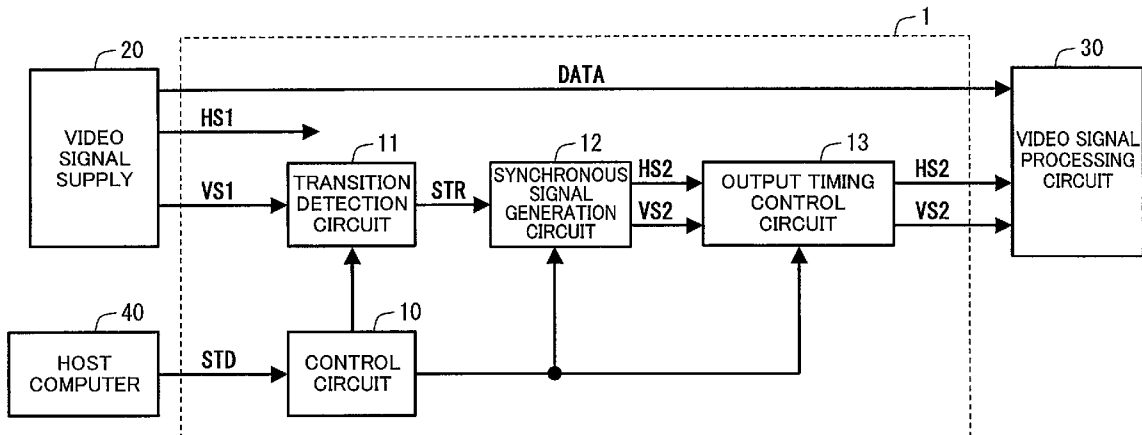 1
20
30
DATA
HS1
VIDEO
SIGNAL
SUPPLY
VIDEO SIGNAL
PROCESSING
CIRCUIT
11
12
13
VS1
TRANSITION
DETECTION
CIRCUIT
STR
SYNCHRONOUS
SIGNAL
GENERATION
CIRCUIT
HS2
VS2
OUTPUT TIMING
CONTROL
CIRCUIT
HS2
VS2
40
10
HOST
COMPUTER
STD
CONTROL
CIRCUIT